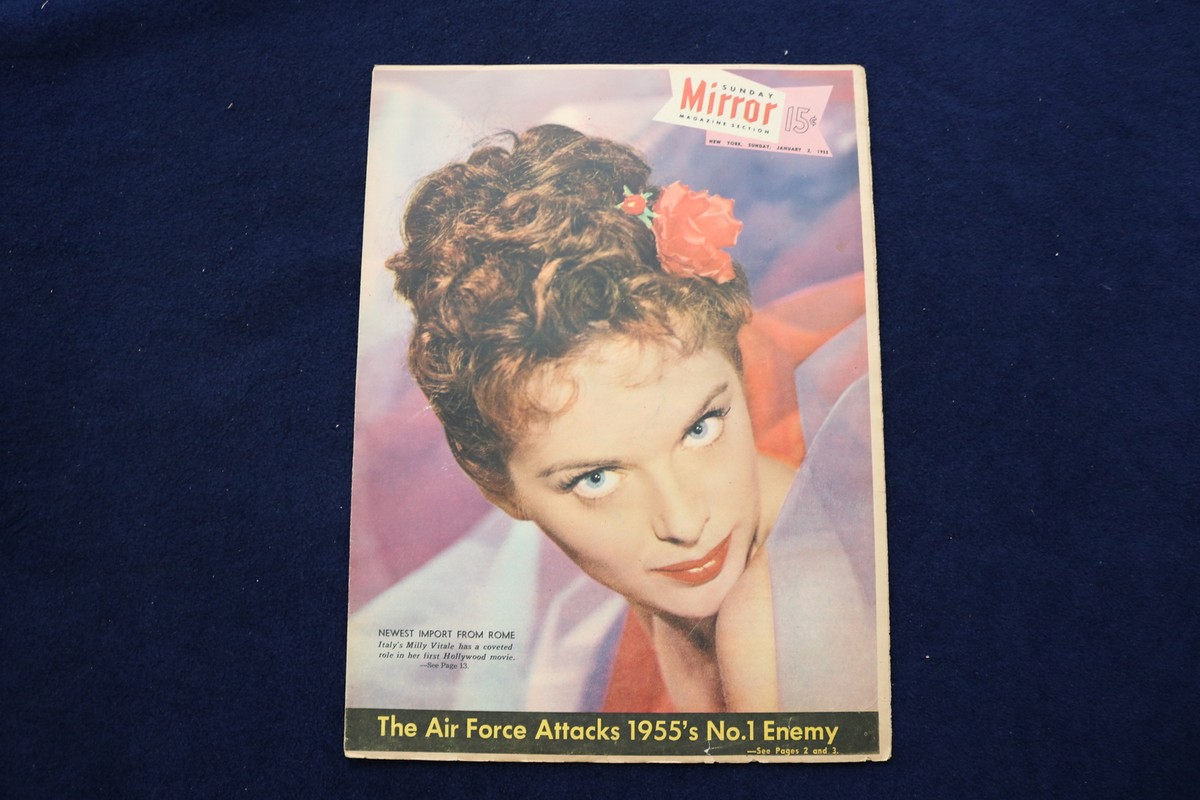 SUNDAY
Mirror
MAGAZINE SECTION
15¢
NEW YORK, SUNDAY, JANUARY 2, 1955
NEWEST IMPORT FROM ROME
Italy's Milly Vitale has a coveted
role in her first Hollywood movie.
—See Page 13.
The Air Force Attacks 1955's No.1 Enemy
—See Pages 2 and 3.